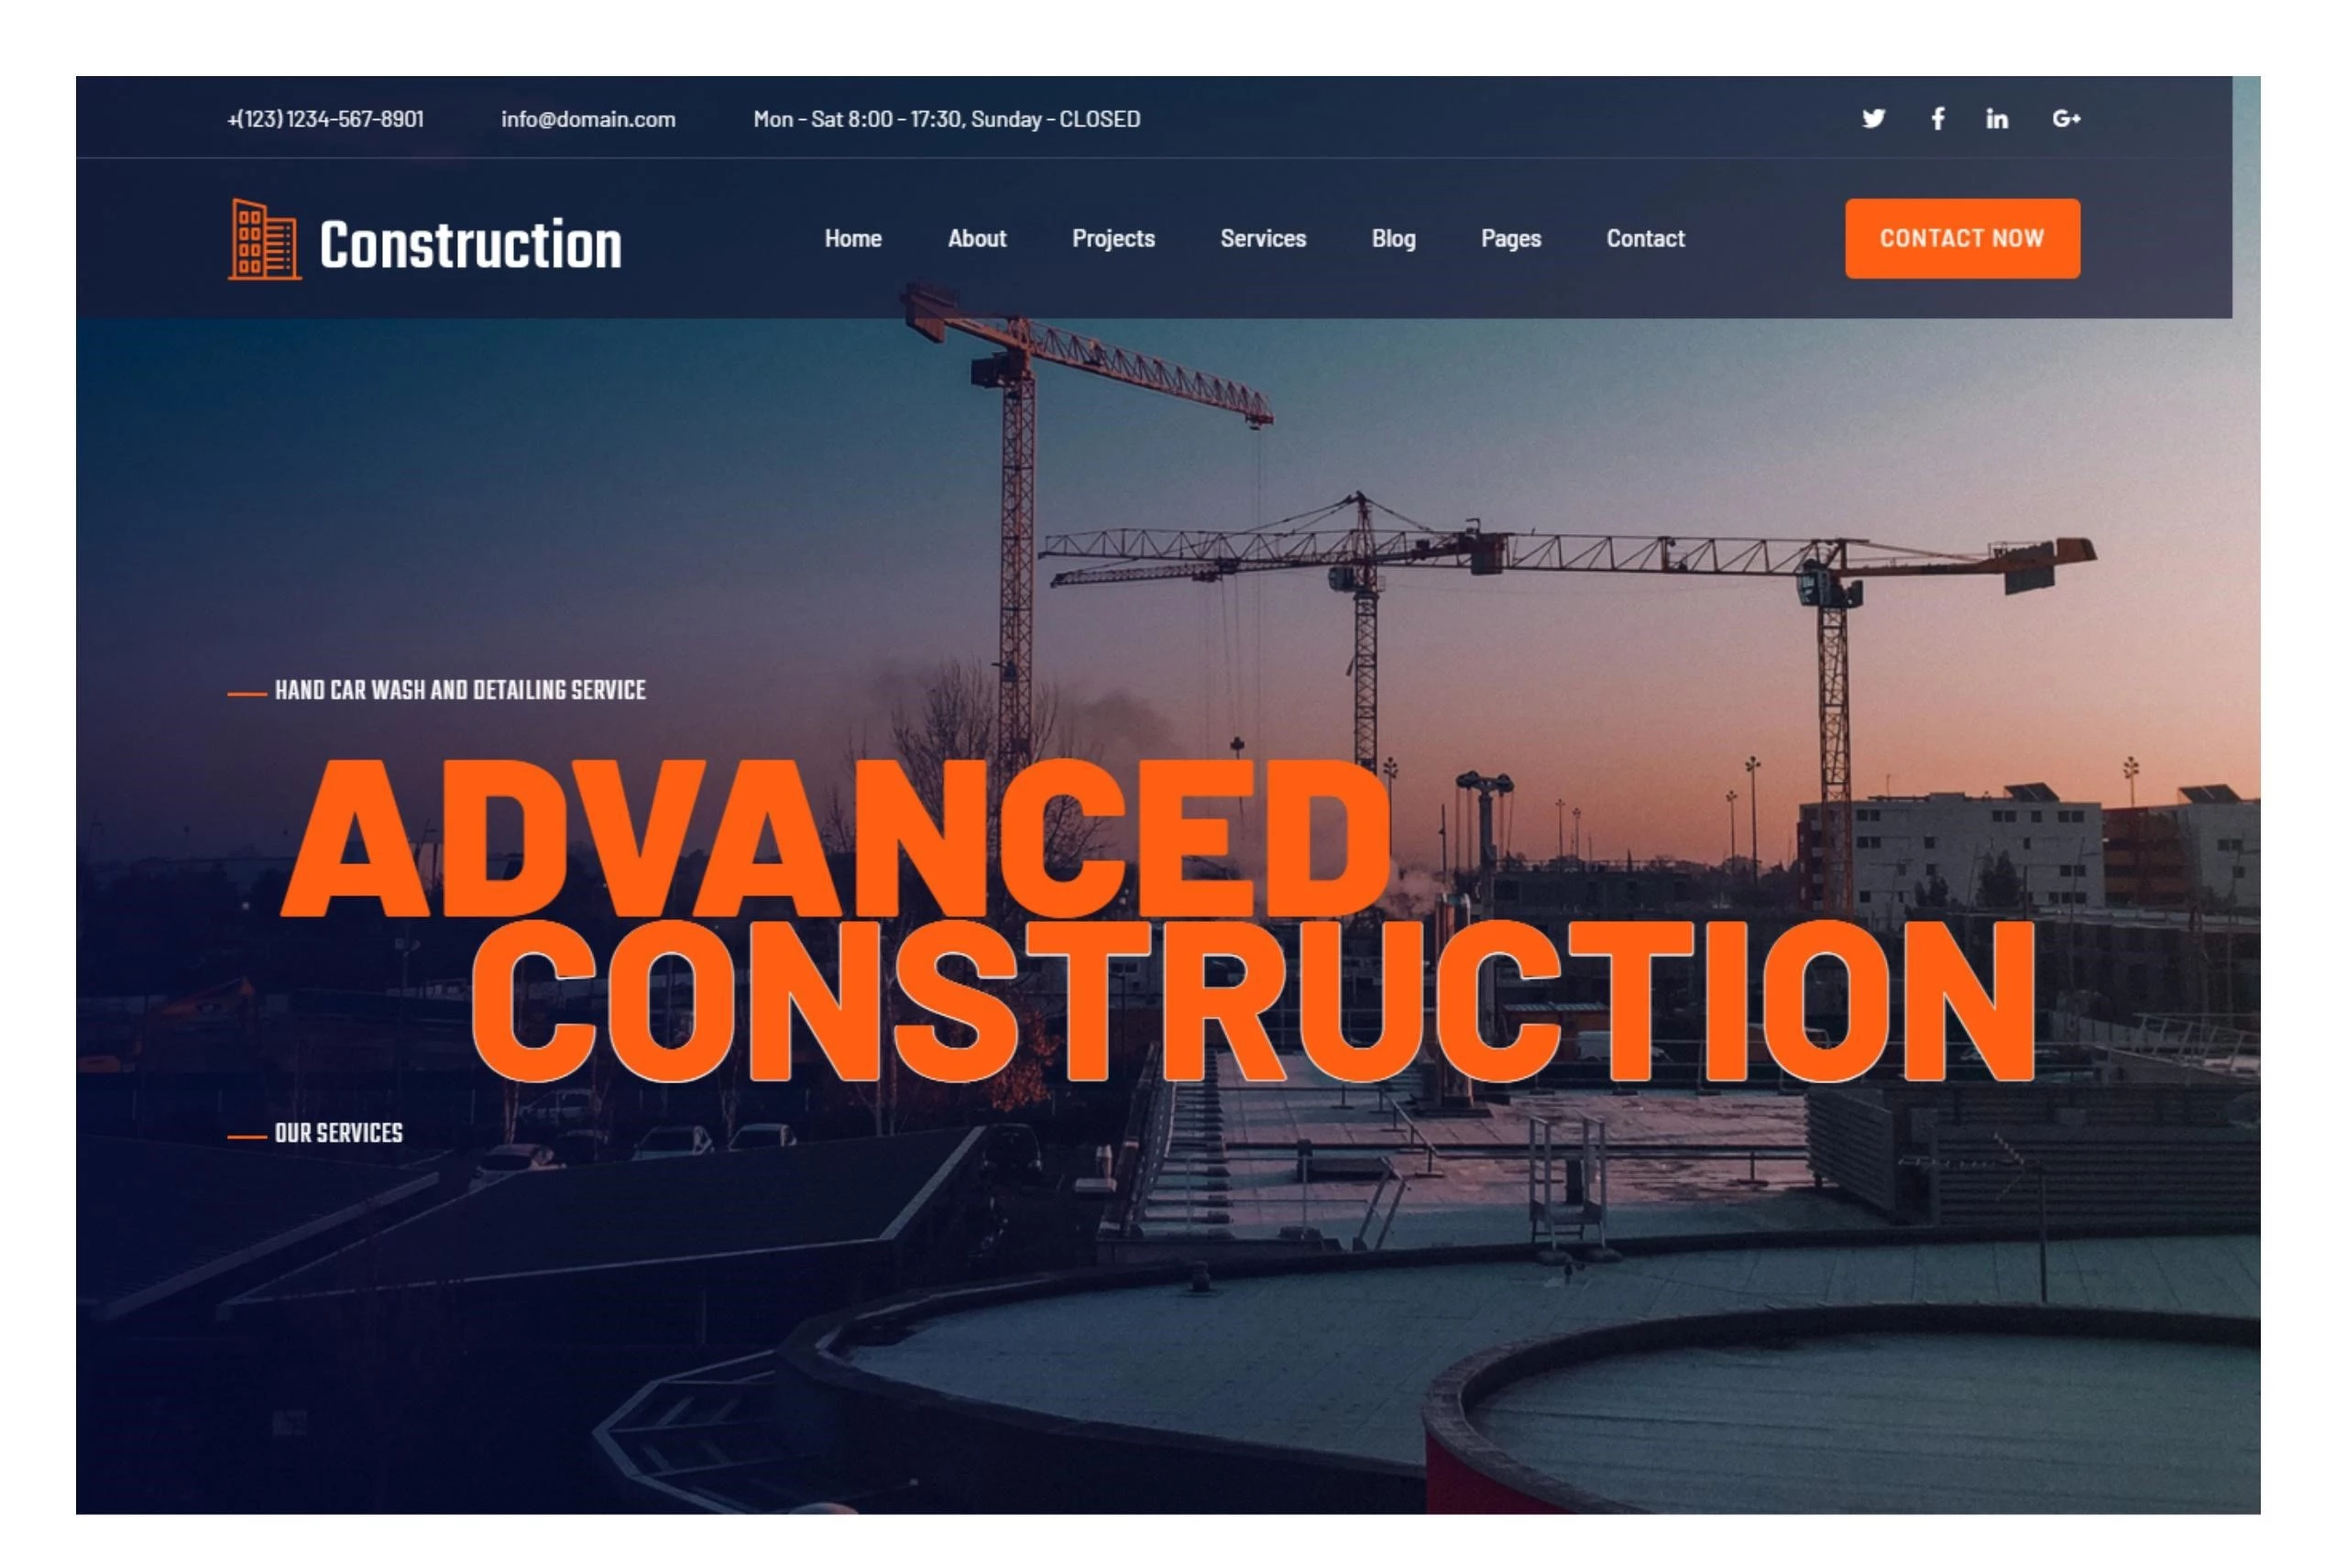 +(123) 1234-567-8901 info@domain.com Mon - Sat 8:00 - 17:30, Sunday - CLOSED G+
Construction Home About Projects Services Blog Pages Contact CONTACT NOW
HAND CAR WASH AND DETAILING SERVICE
ADVANCED
CONSTRUCTION
OUR SERVICES